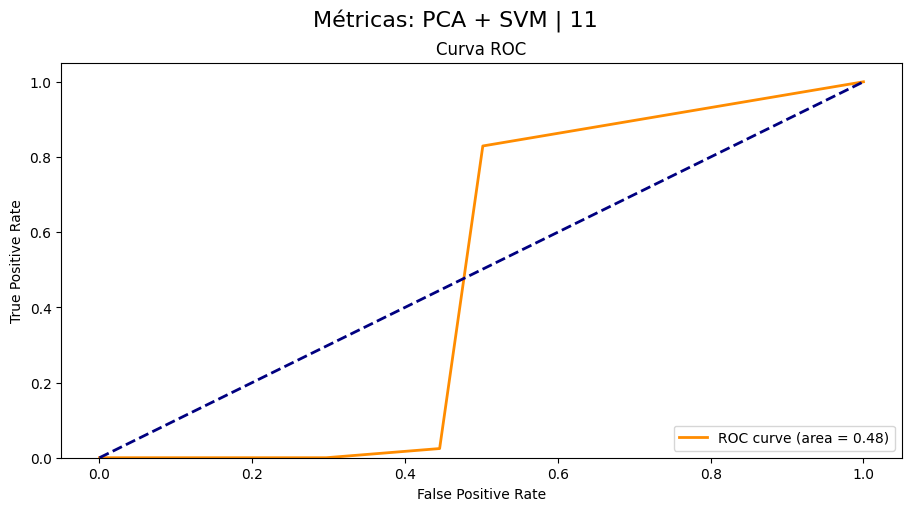 Métricas: PCA + SVM | 11
Curva ROC
True Positive Rate
1.0
0.8
0.6
0.4
0.2
0.0
0.0 0.2 0.4 0.6 0.8 1.0
False Positive Rate
ROC curve (area = 0.48)